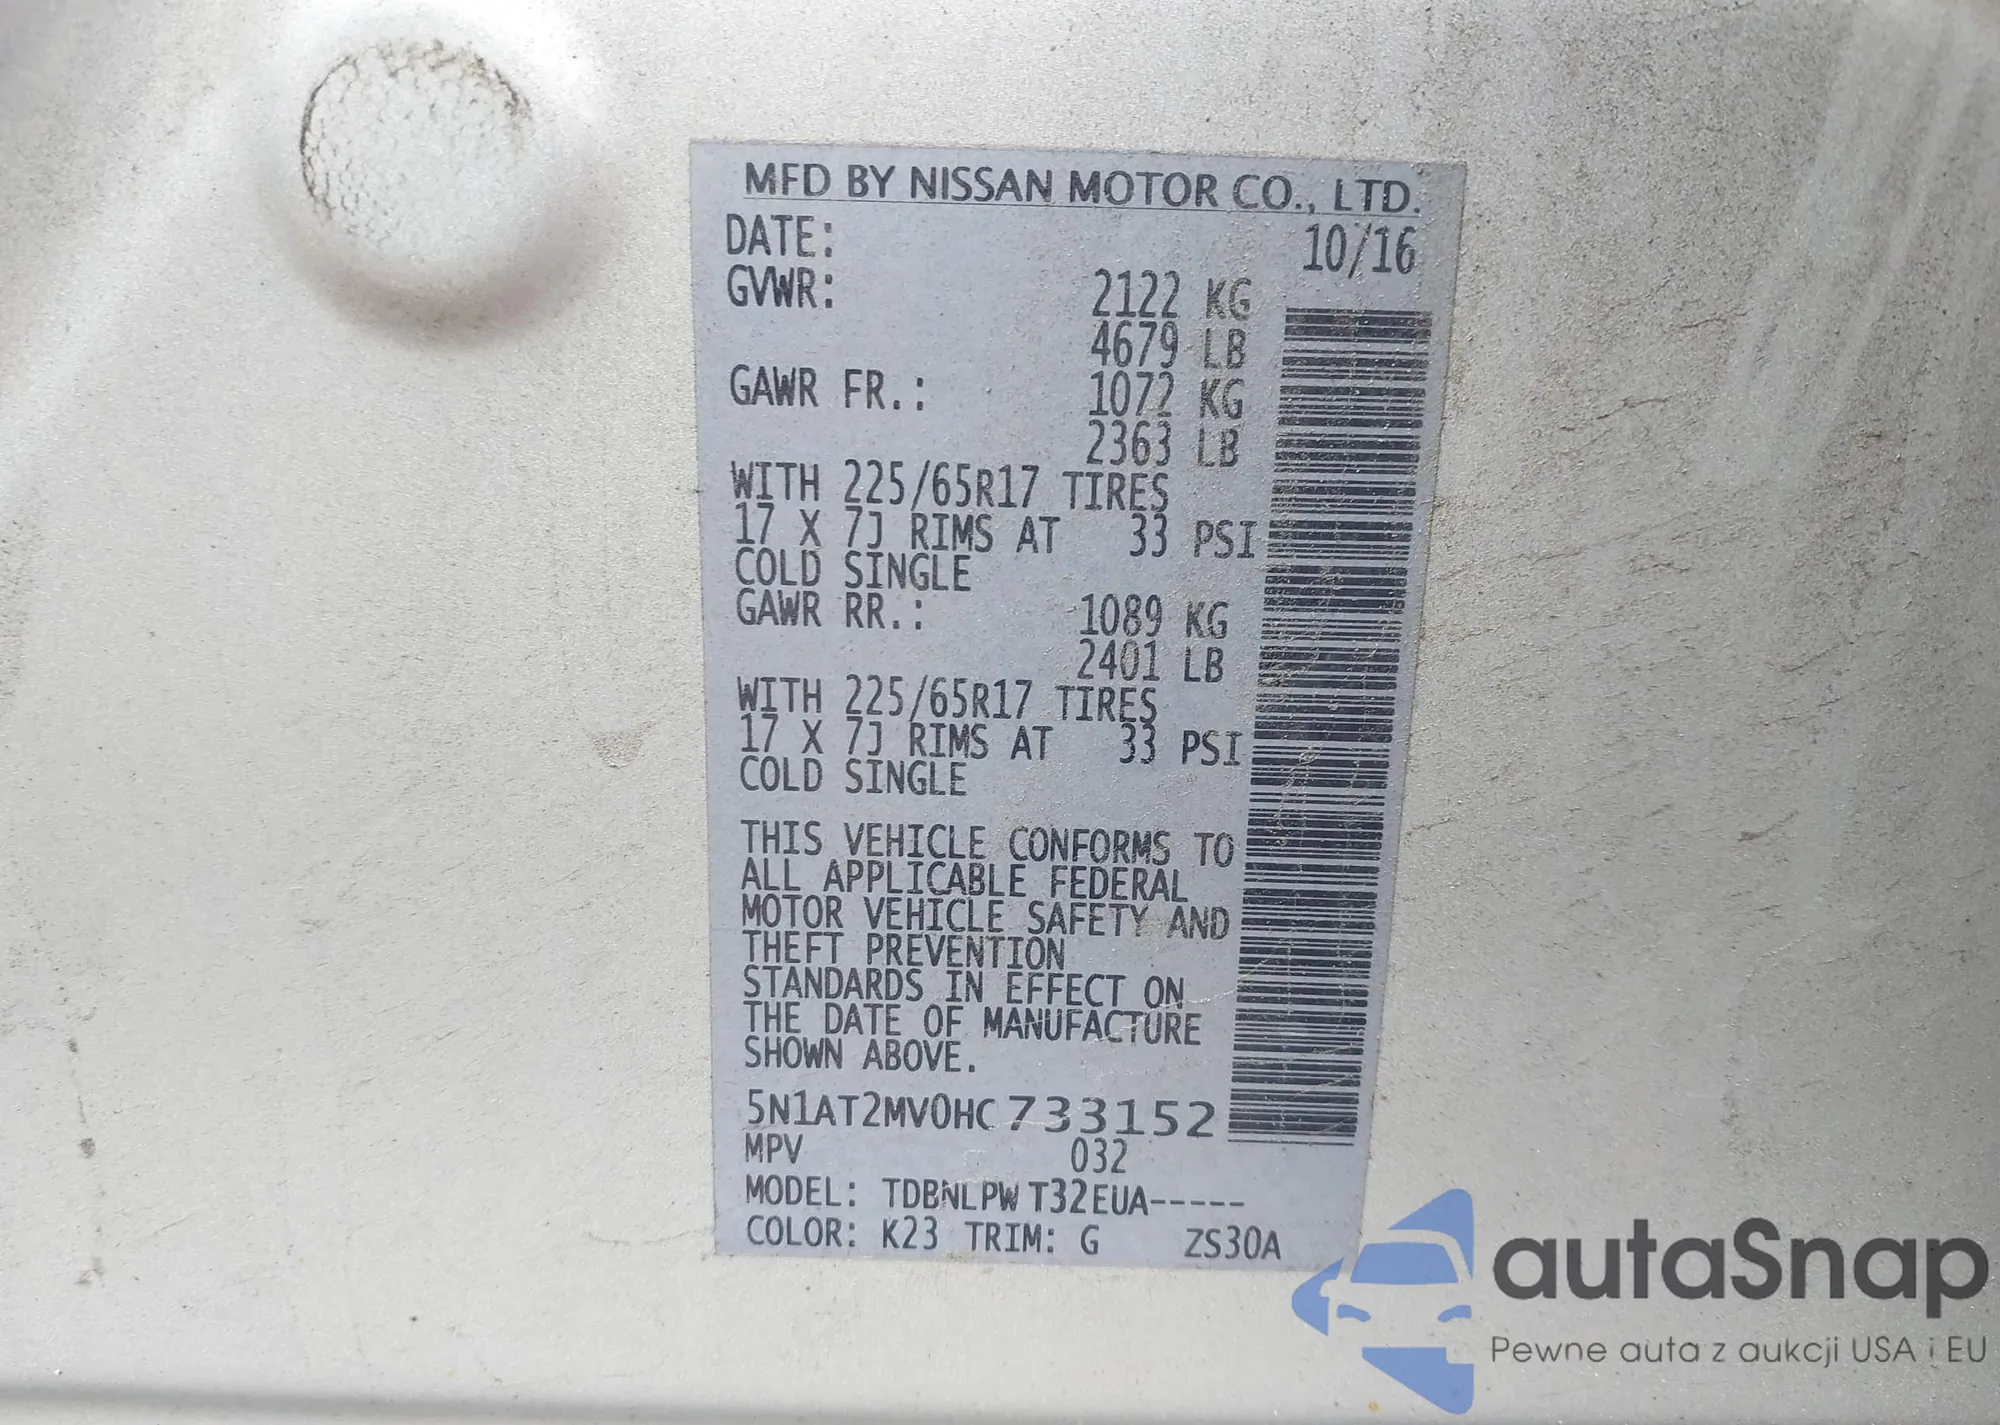 MFD BY NISSAN MOTOR CO., LTD.
DATE: 10/16
GVWR: 2122 KG
4679 LB
GAWR FR.: 1072 KG
2363 LB
WITH 225/65R17 TIRES
17 X 7J RIMS AT 33 PSI
COLD SINGLE
GAWR RR.: 1089 KG
2401 LB
WITH 225/65R17 TIRES
17 X 7J RIMS AT 33 PSI
COLD SINGLE
THIS VEHICLE CONFORMS TO
ALL APPLICABLE FEDERAL
MOTOR VEHICLE SAFETY AND
THEFT PREVENTION
STANDARDS IN EFFECT ON
THE DATE OF MANUFACTURE
SHOWN ABOVE.
5N1AT2MV0HC733152
MPV 032
MODEL: TDBNLPW T32EUA-----
COLOR: K23 TRIM: G ZS30A
autaSnap
Pewne auta z aukcji USA i EU